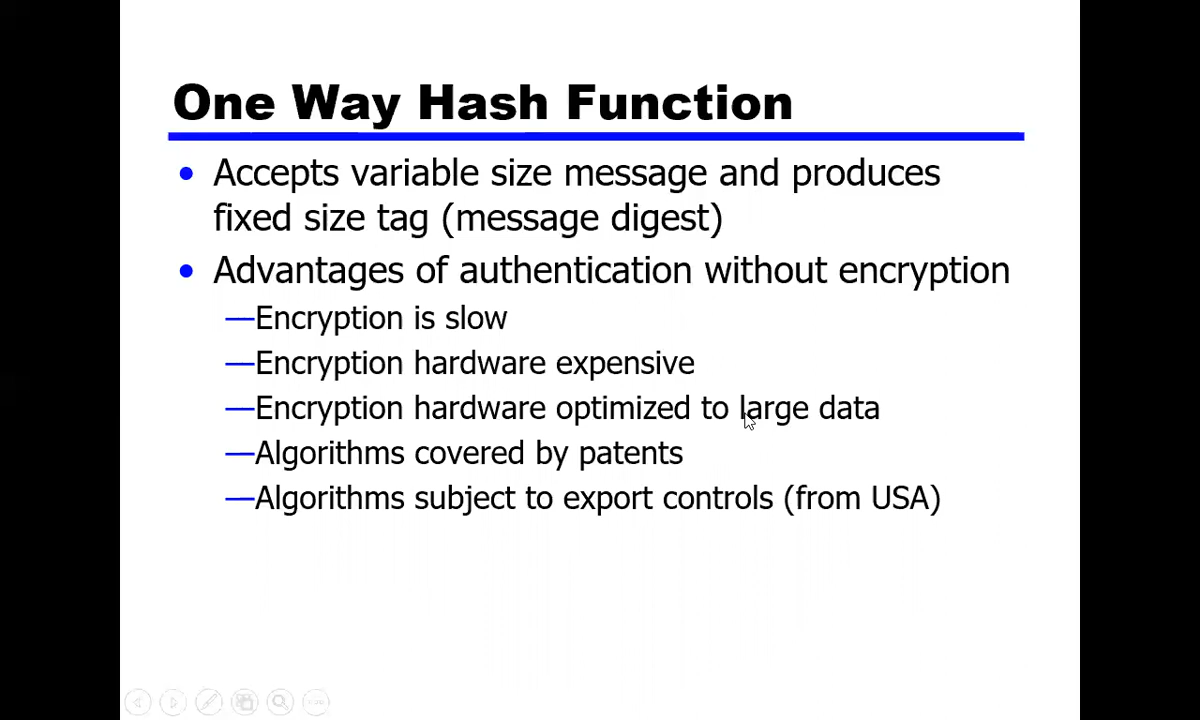 One Way Hash Function
• Accepts variable size message and produces
fixed size tag (message digest)
• Advantages of authentication without encryption
—Encryption is slow
—Encryption hardware expensive
—Encryption hardware optimized to large data
—Algorithms covered by patents
—Algorithms subject to export controls (from USA)